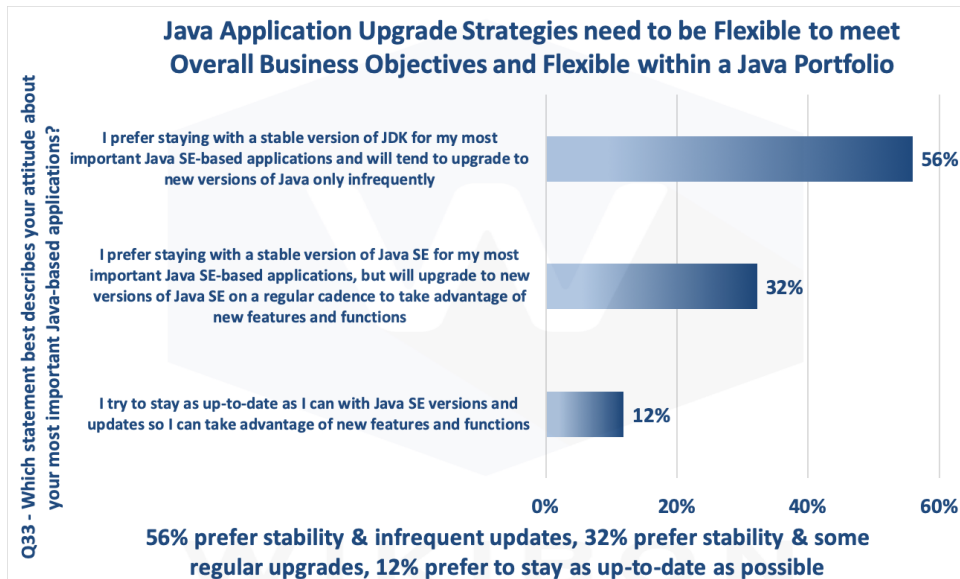 Java Application Upgrade Strategies need to be Flexible to meet
Overall Business Objectives and Flexible within a Java Portfolio
Q33 - Which statement best describes your attitude about
your most important Java-based applications?
I prefer staying with a stable version of JDK for my most
important Java SE-based applications and will tend to upgrade to
new versions of Java only infrequently
56%
I prefer staying with a stable version of Java SE for my most
important Java SE-based applications, but will upgrade to new
versions of Java SE on a regular cadence to take advantage of
new features and functions
32%
I try to stay as up-to-date as I can with Java SE versions and
updates so I can take advantage of new features and functions
12%
0% 20% 40% 60%
56% prefer stability & infrequent updates, 32% prefer stability & some
regular upgrades, 12% prefer to stay as up-to-date as possible